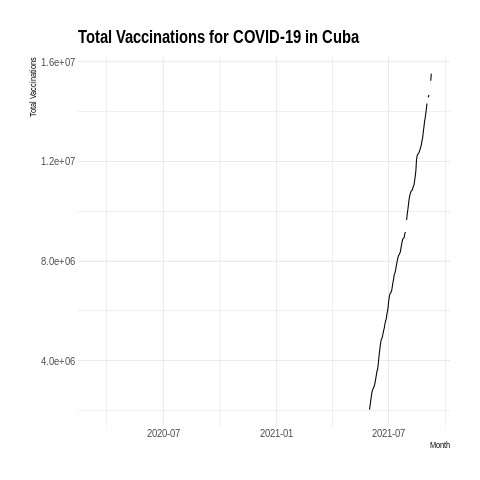 Total Vaccinations for COVID-19 in Cuba
Total Vaccinations
1.6e+07
1.2e+07
8.0e+06
4.0e+06
2020-07 2021-01 2021-07
Month